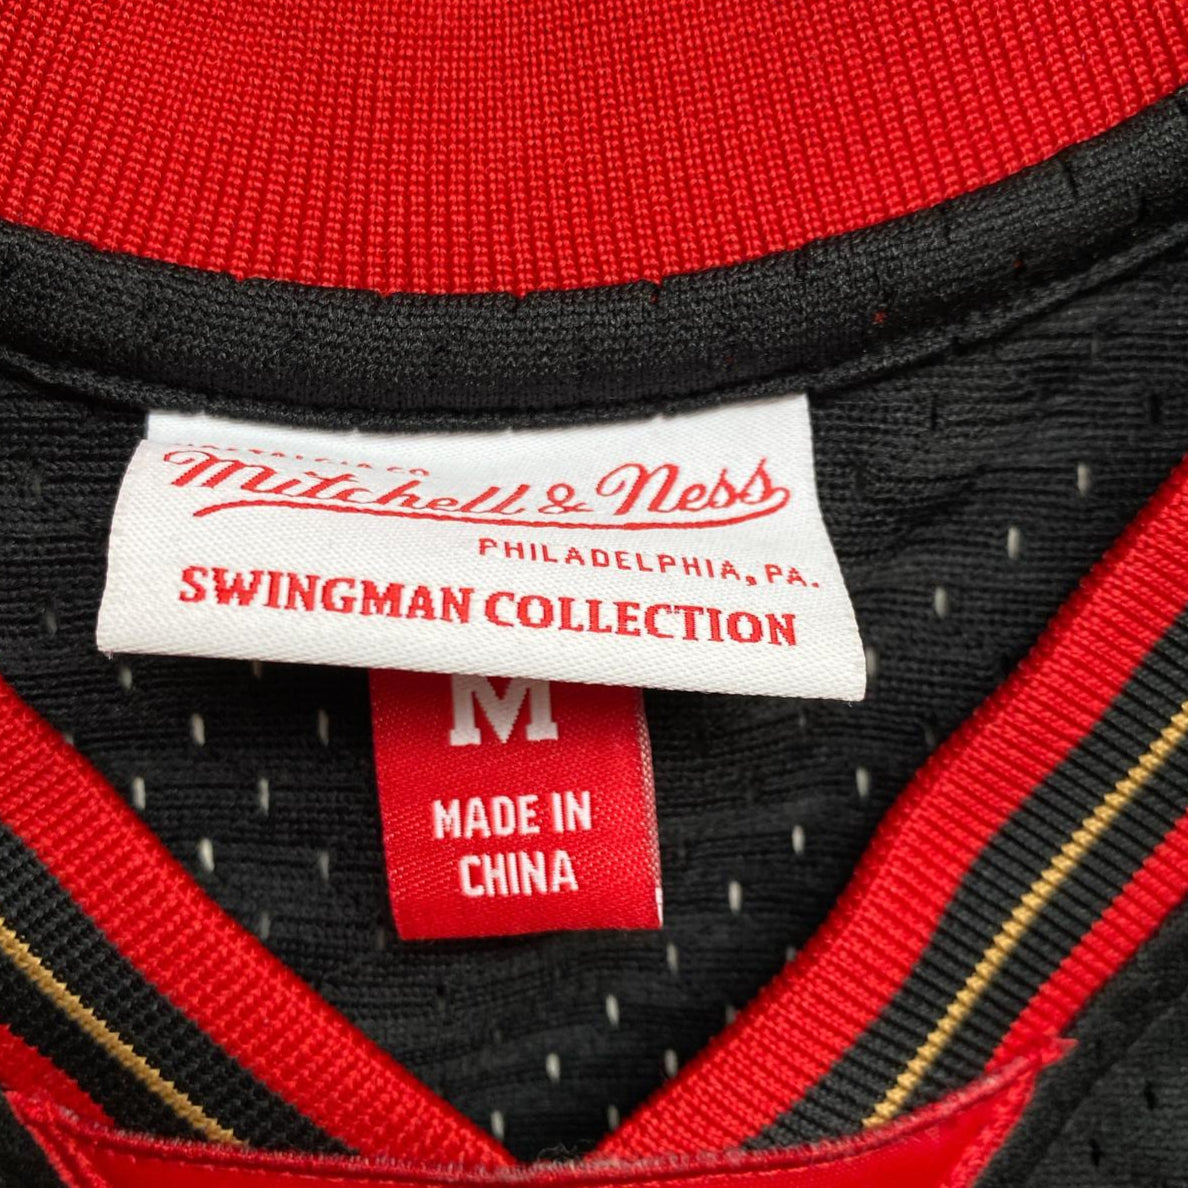 Mitchell & Ness
PHILADELPHIA, PA.
SWINGMAN COLLECTION
M
MADE IN
CHINA